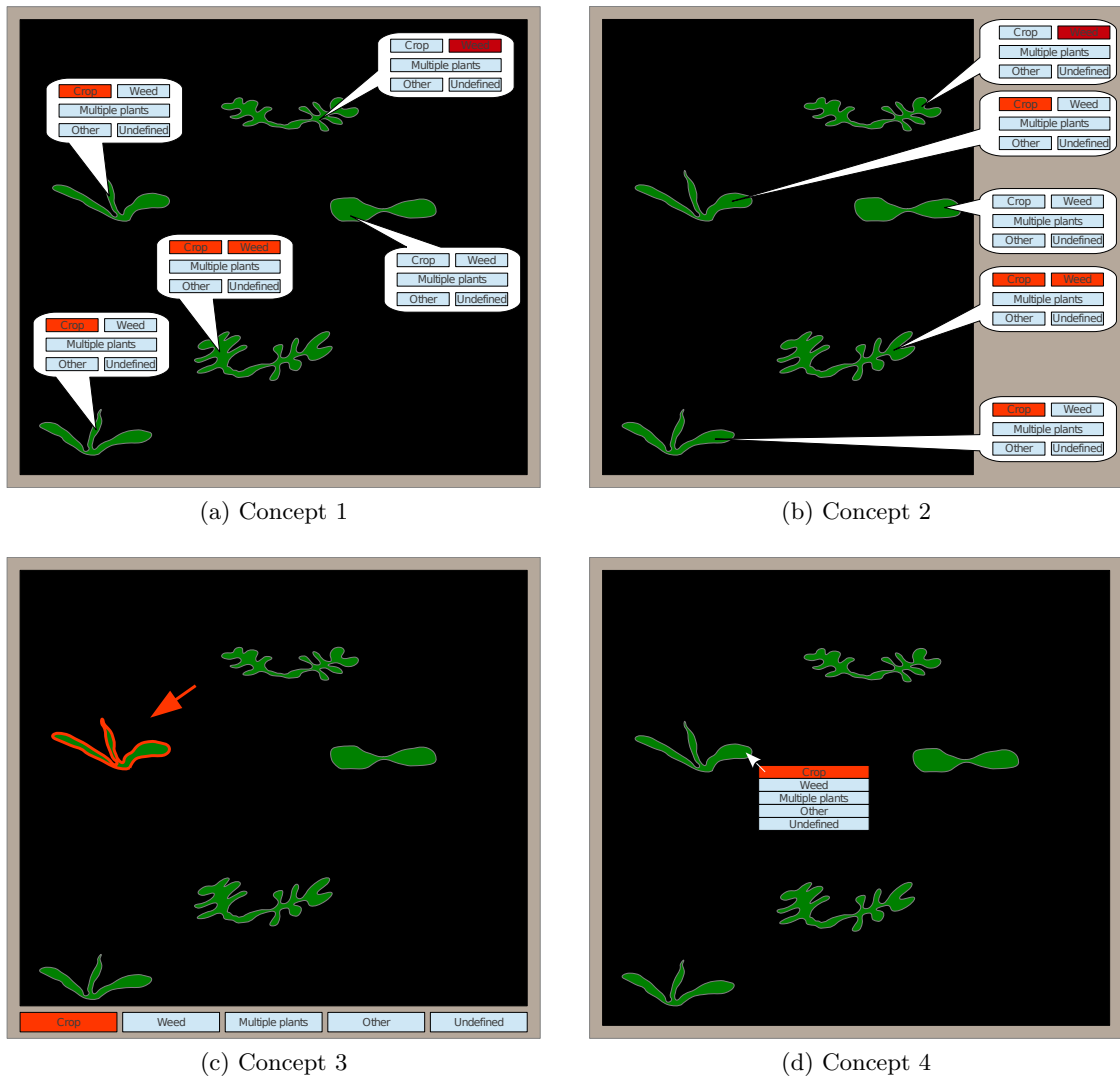 Crop Weed
Multiple plants
Other Undefined
Crop Weed
Multiple plants
Other Undefined
Crop Weed
Multiple plants
Other Undefined
Crop Weed
Multiple plants
Other Undefined
Crop Weed
Multiple plants
Other Undefined
(a) Concept 1
Crop Weed
Multiple plants
Other Undefined
Crop Weed
Multiple plants
Other Undefined
Crop Weed
Multiple plants
Other Undefined
Crop Weed
Multiple plants
Other Undefined
Crop Weed
Multiple plants
Other Undefined
(b) Concept 2
Crop Weed Multiple plants Other Undefined
(c) Concept 3
Crop
Weed
Multiple plants
Other
Undefined
(d) Concept 4